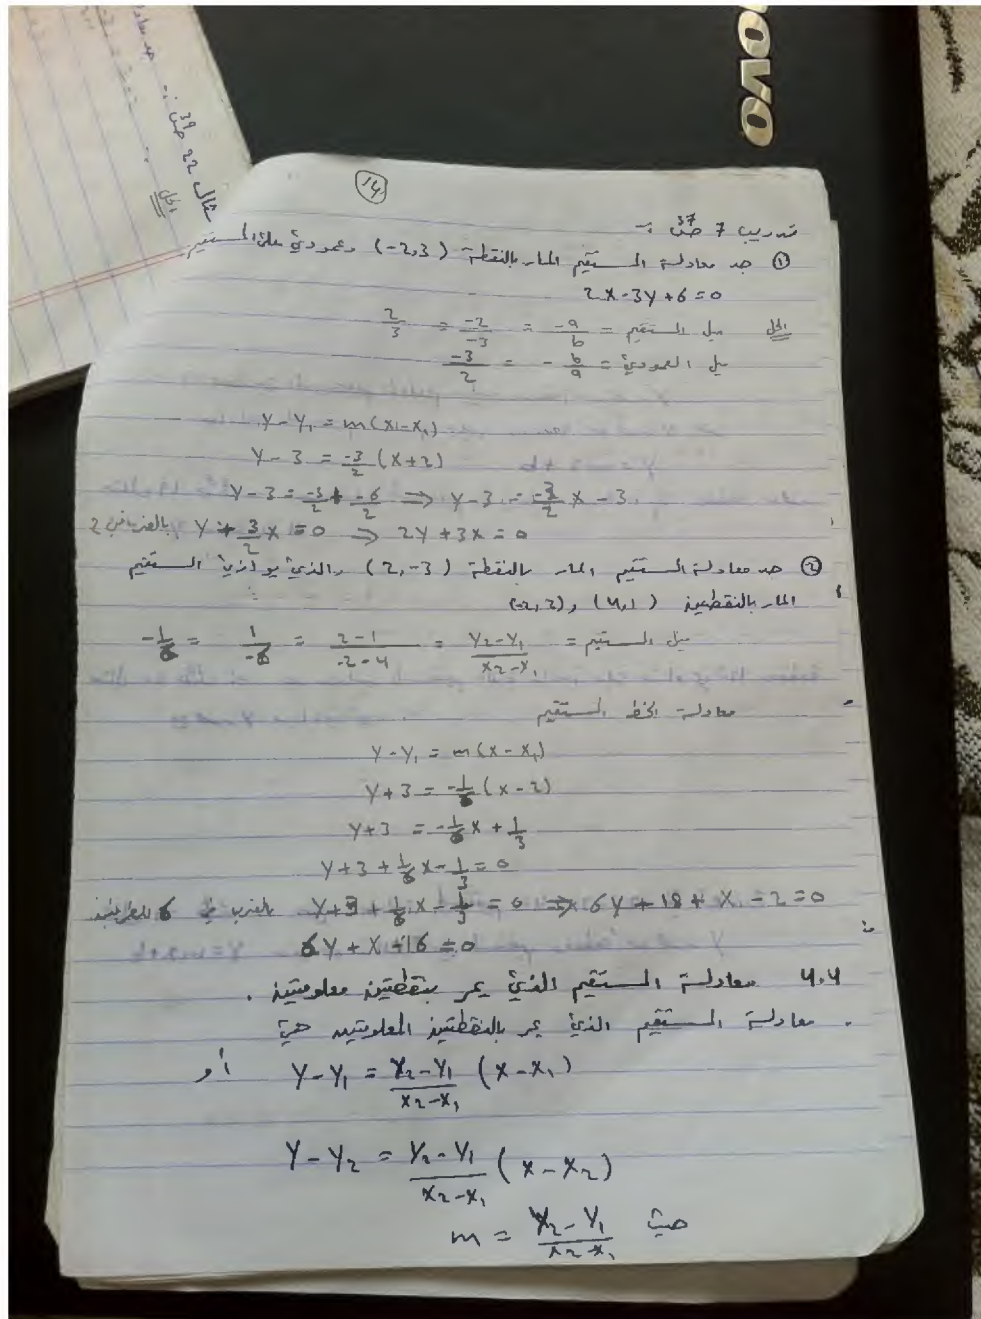 novo
مثال 22 ص 39 :-
الحل
14
تدريب 7 ص 37 :-
① جد معادلة المستقيم المار بالنقطة (-2,3) وعمودي على المستقيم
2x-3y+6=0
الحل ميل المستقيم = -a/b = -2/-3 = 2/3
ميل العمودي = - b/a = -3/2
y-y₁ = m(x-x₁)
y-3 = -3/2 (x+2)
y-3 = -3/2 + -6/2 ⇒ y-3 = -3/2 x - 3
y + 3/2 x = 0 ⇒ 2y+3x=0 بالضرب في 2
② جد معادلة المستقيم المار بالنقطة (2,-3) والذي يوازي المستقيم
المار بالنقطتين (4,1) و (-2,2)
ميل المستقيم = y₂-y₁/x₂-x₁ = 2-1/-2-4 = 1/-6 = -1/6
معادلة الخط المستقيم
y-y₁ = m(x-x₁)
y+3 = -1/6 (x-2)
y+3 = -1/6 x + 1/3
y+3+1/6 x - 1/3 = 0
y+3+1/6 x - 1/3 = 0 ⇒ 6y+18+x-2=0 بالضرب في 6 للطرفين
6y+x+16=0
4.4 معادلة المستقيم الذي يمر بنقطتين معلومتين .
. معادلة المستقيم الذي يمر بالنقطتين المعلومتين هي
y-y₁ = y₂-y₁/x₂-x₁ (x-x₁) أو
y-y₂ = y₂-y₁/x₂-x₁ (x-x₂)
حيث m = y₂-y₁/x₂-x₁